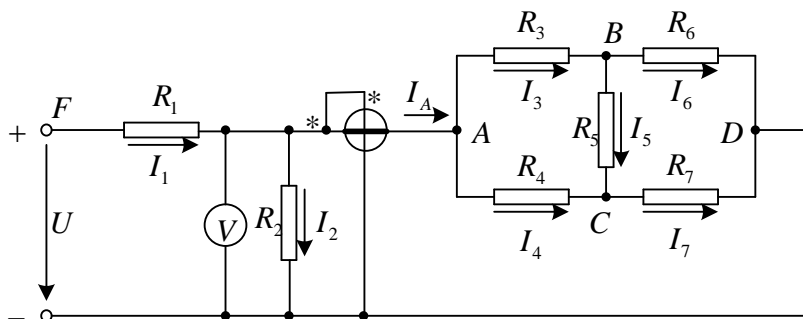 R3 B R6
I_A I3 I6
+ F R1 * * A R5 I5 D
I1 R4 R7
U V R2 I2 I4 C I7
−